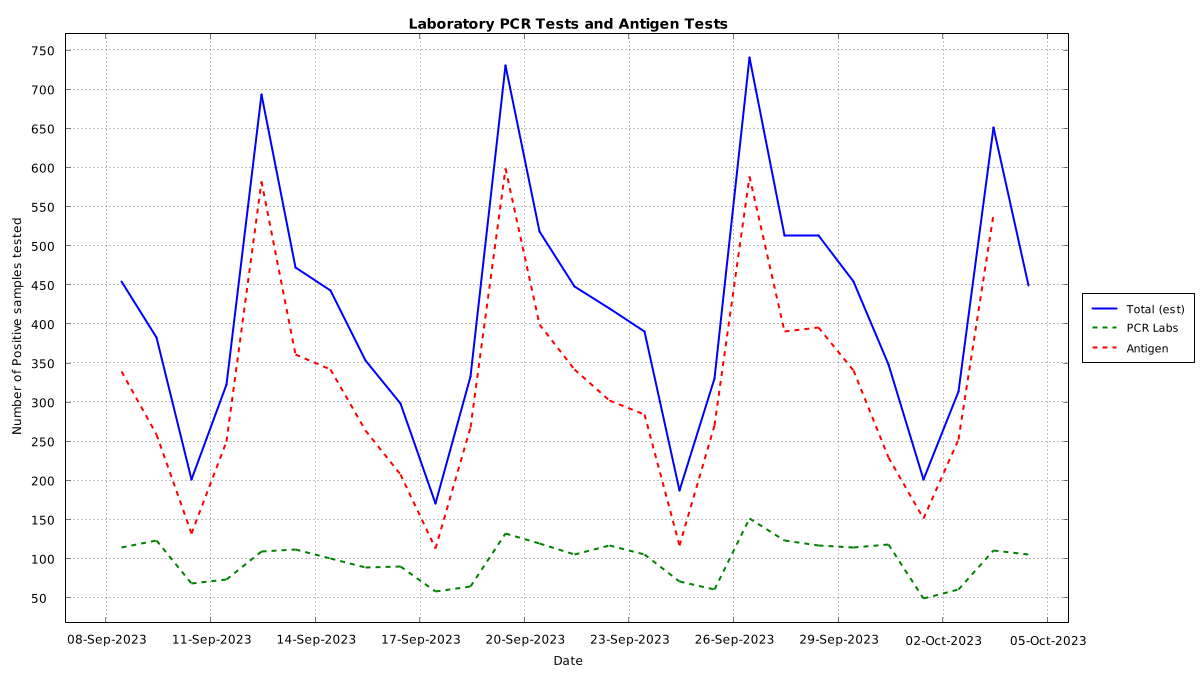 Laboratory PCR Tests and Antigen Tests
750
700
650
600
550
500
450
400
350
300
250
200
150
100
50
Number of Positive samples tested
08-Sep-2023 11-Sep-2023 14-Sep-2023 17-Sep-2023 20-Sep-2023 23-Sep-2023 26-Sep-2023 29-Sep-2023 02-Oct-2023 05-Oct-2023
Date
Total (est)
PCR Labs
Antigen